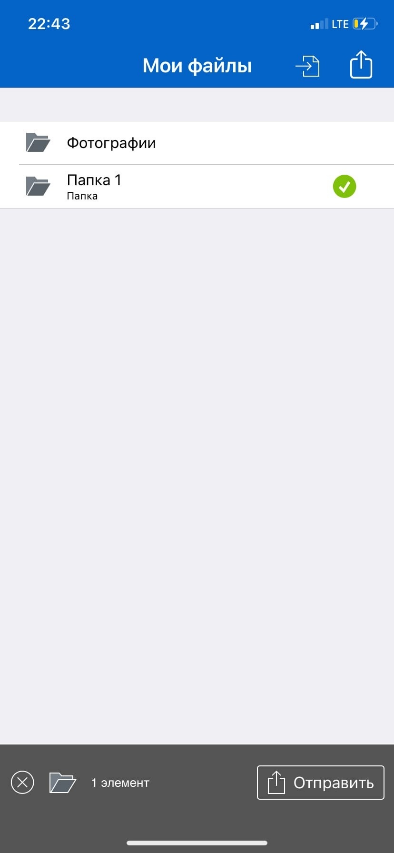 22:43
LTE
Мои файлы
Фотографии
Папка 1
Папка
1 элемент
Отправить